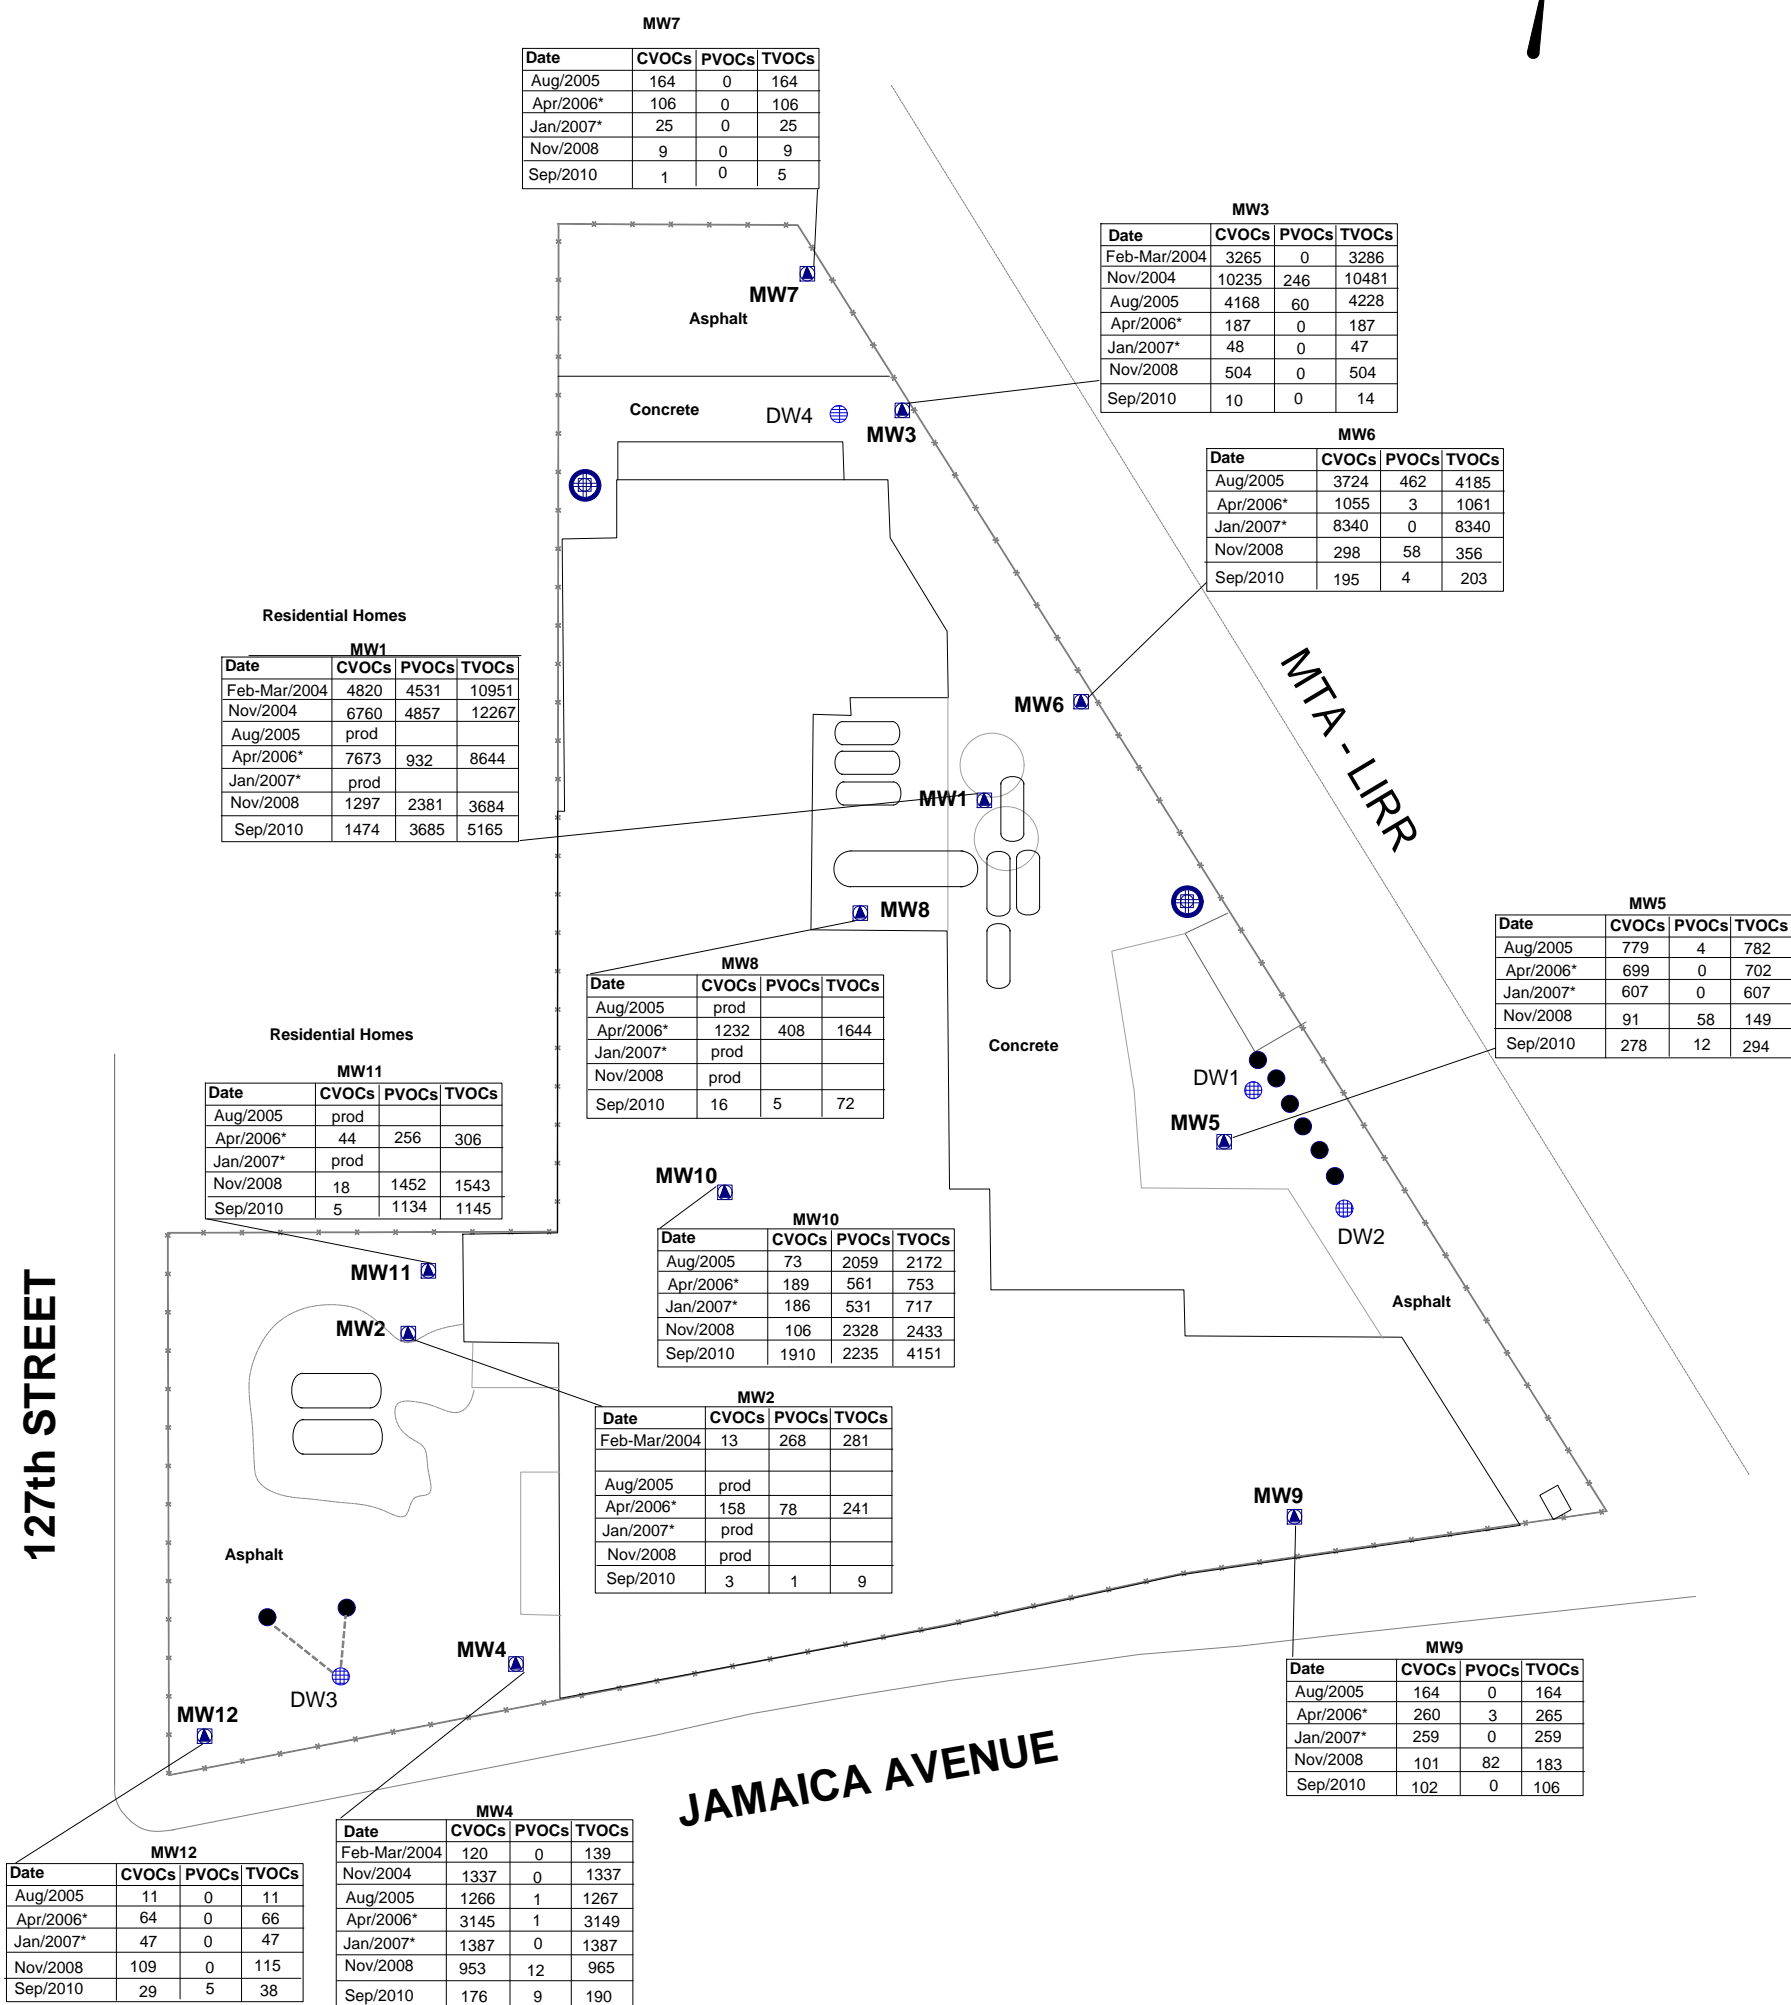 MW7
Date CVOCs PVOCs TVOCs
Aug/2005 164 0 164
Apr/2006* 106 0 106
Jan/2007* 25 0 25
Nov/2008 9 0 9
Sep/2010 1 0 5
MW3
Date CVOCs PVOCs TVOCs
Feb-Mar/2004 3265 0 3286
Nov/2004 10235 246 10481
Aug/2005 4168 60 4228
Apr/2006* 187 0 187
Jan/2007* 48 0 47
Nov/2008 504 0 504
Sep/2010 10 0 14
MW7
Asphalt
Concrete
DW4
MW3
MW6
Date CVOCs PVOCs TVOCs
Aug/2005 3724 462 4185
Apr/2006* 1055 3 1061
Jan/2007* 8340 0 8340
Nov/2008 298 58 356
Sep/2010 195 4 203
Residential Homes
MW1
Date CVOCs PVOCs TVOCs
Feb-Mar/2004 4820 4531 10951
Nov/2004 6760 4857 12267
Aug/2005 prod
Apr/2006* 7673 932 8644
Jan/2007* prod
Nov/2008 1297 2381 3684
Sep/2010 1474 3685 5165
MW6
MTA - LIRR
MW1
MW8
MW5
Date CVOCs PVOCs TVOCs
Aug/2005 779 4 782
Apr/2006* 699 0 702
Jan/2007* 607 0 607
Nov/2008 91 58 149
Sep/2010 278 12 294
MW8
Date CVOCs PVOCs TVOCs
Aug/2005 prod
Apr/2006* 1232 408 1644
Jan/2007* prod
Nov/2008 prod
Sep/2010 16 5 72
Residential Homes
Concrete
MW11
Date CVOCs PVOCs TVOCs
Aug/2005 prod
Apr/2006* 44 256 306
Jan/2007* prod
Nov/2008 18 1452 1543
Sep/2010 5 1134 1145
DW1
MW5
MW10
DW2
MW10
Date CVOCs PVOCs TVOCs
Aug/2005 73 2059 2172
Apr/2006* 189 561 753
Jan/2007* 186 531 717
Nov/2008 106 2328 2433
Sep/2010 1910 2235 4151
MW11
MW2
Asphalt
127th STREET
MW2
Date CVOCs PVOCs TVOCs
Feb-Mar/2004 13 268 281
Aug/2005 prod
Apr/2006* 158 78 241
Jan/2007* prod
Nov/2008 prod
Sep/2010 3 1 9
MW9
Asphalt
MW4
DW3
MW12
MW9
Date CVOCs PVOCs TVOCs
Aug/2005 164 0 164
Apr/2006* 260 3 265
Jan/2007* 259 0 259
Nov/2008 101 82 183
Sep/2010 102 0 106
JAMAICA AVENUE
MW12
Date CVOCs PVOCs TVOCs
Aug/2005 11 0 11
Apr/2006* 64 0 66
Jan/2007* 47 0 47
Nov/2008 109 0 115
Sep/2010 29 5 38
MW4
Date CVOCs PVOCs TVOCs
Feb-Mar/2004 120 0 139
Nov/2004 1337 0 1337
Aug/2005 1266 1 1267
Apr/2006* 3145 1 3149
Jan/2007* 1387 0 1387
Nov/2008 953 12 965
Sep/2010 176 9 190